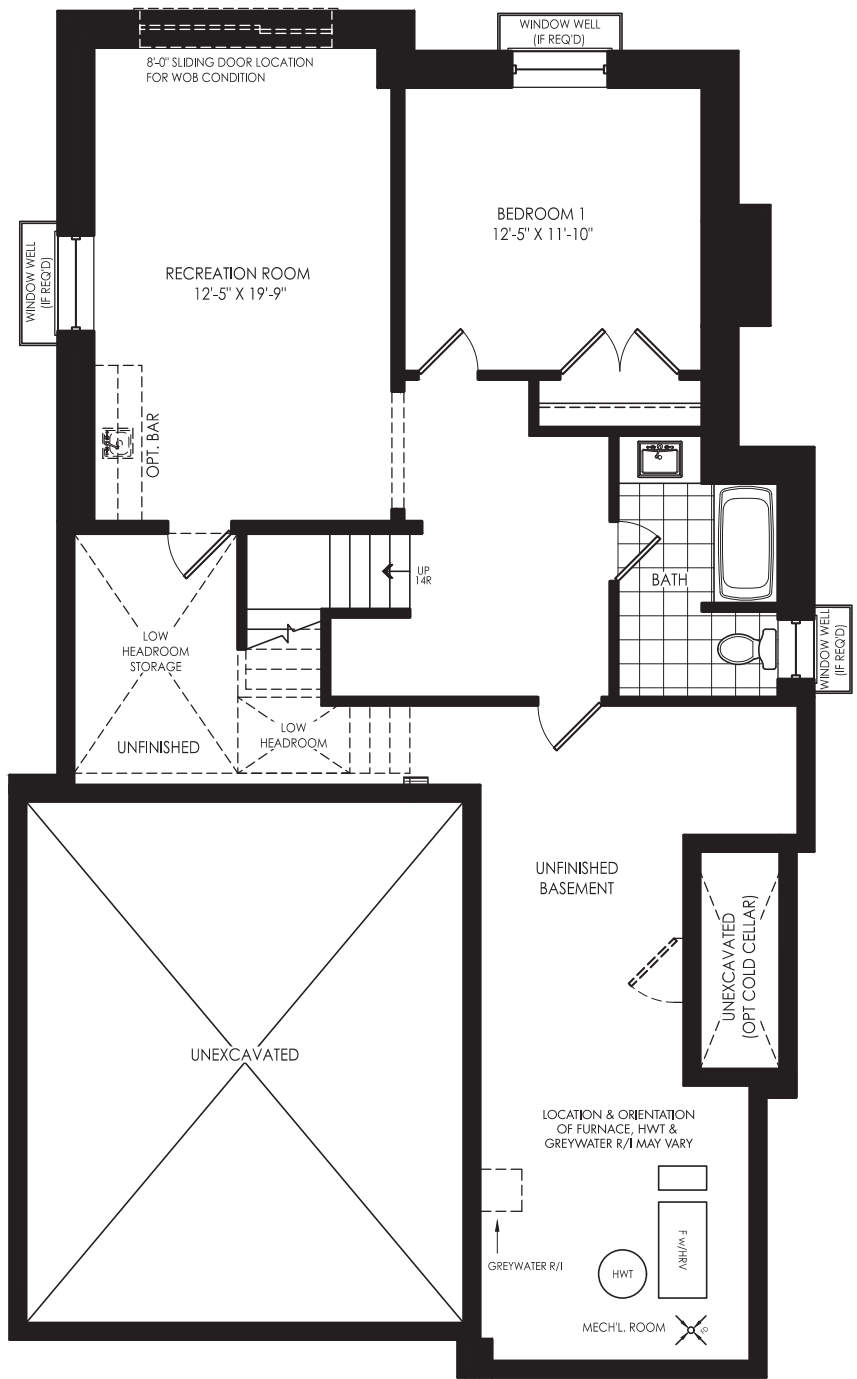 WINDOW WELL
(IF REQ'D)
8'-0" SLIDING DOOR LOCATION
FOR WOB CONDITION
BEDROOM 1
12'-5" X 11'-10"
WINDOW WELL
(IF REQ'D)
RECREATION ROOM
12'-5" X 19'-9"
OPT. BAR
UP
14R
BATH
LOW
HEADROOM
STORAGE
WINDOW WELL
(IF REQ'D)
UNFINISHED
LOW
HEADROOM
UNFINISHED
BASEMENT
UNEXCAVATED
(OPT COLD CELLAR)
UNEXCAVATED
LOCATION & ORIENTATION
OF FURNACE, HWT &
GREYWATER R/I MAY VARY
F W/HRV
GREYWATER R/I
HWT
MECH'L. ROOM